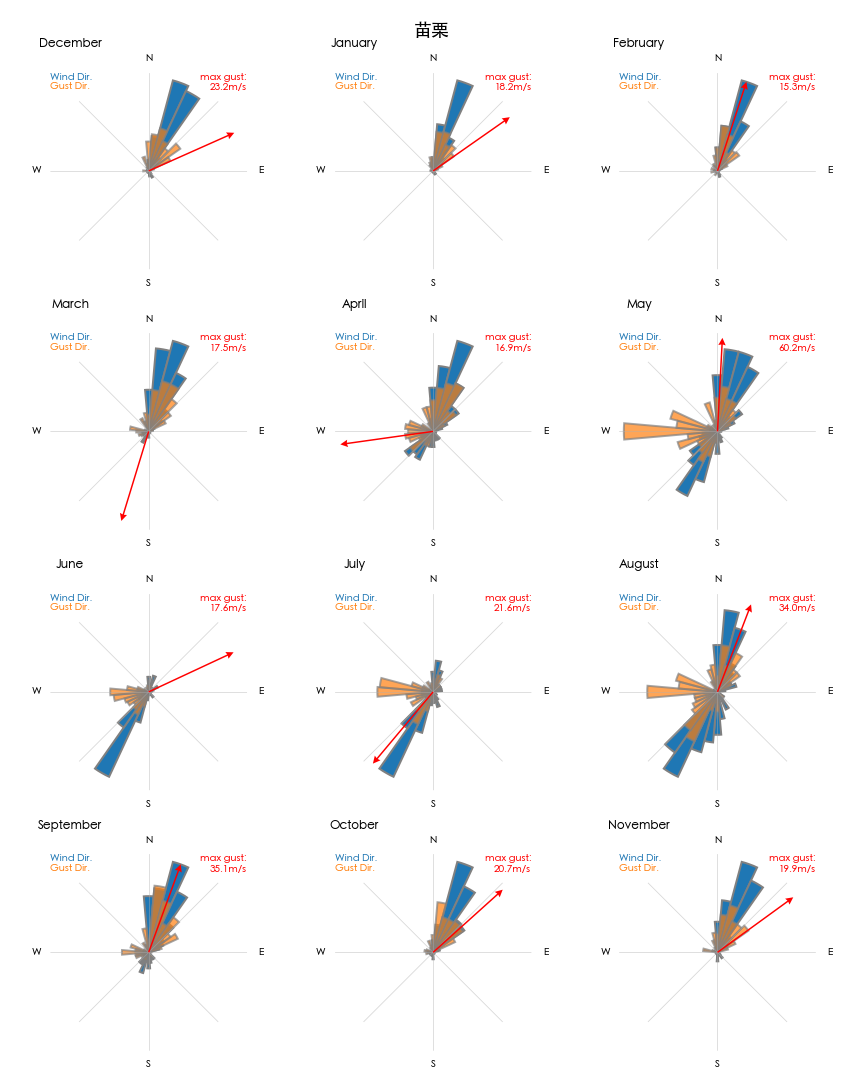 苗栗
December
N
Wind Dir.
Gust Dir.
max gust:
23.2m/s
W
E
S
January
N
Wind Dir.
Gust Dir.
max gust:
18.2m/s
W
E
S
February
N
Wind Dir.
Gust Dir.
max gust:
15.3m/s
W
E
S
March
N
Wind Dir.
Gust Dir.
max gust:
17.5m/s
W
E
S
April
N
Wind Dir.
Gust Dir.
max gust:
16.9m/s
W
E
S
May
N
Wind Dir.
Gust Dir.
max gust:
60.2m/s
W
E
S
June
N
Wind Dir.
Gust Dir.
max gust:
17.6m/s
W
E
S
July
N
Wind Dir.
Gust Dir.
max gust:
21.6m/s
W
E
S
August
N
Wind Dir.
Gust Dir.
max gust:
34.0m/s
W
E
S
September
N
Wind Dir.
Gust Dir.
max gust:
35.1m/s
W
E
S
October
N
Wind Dir.
Gust Dir.
max gust:
20.7m/s
W
E
S
November
N
Wind Dir.
Gust Dir.
max gust:
19.9m/s
W
E
S